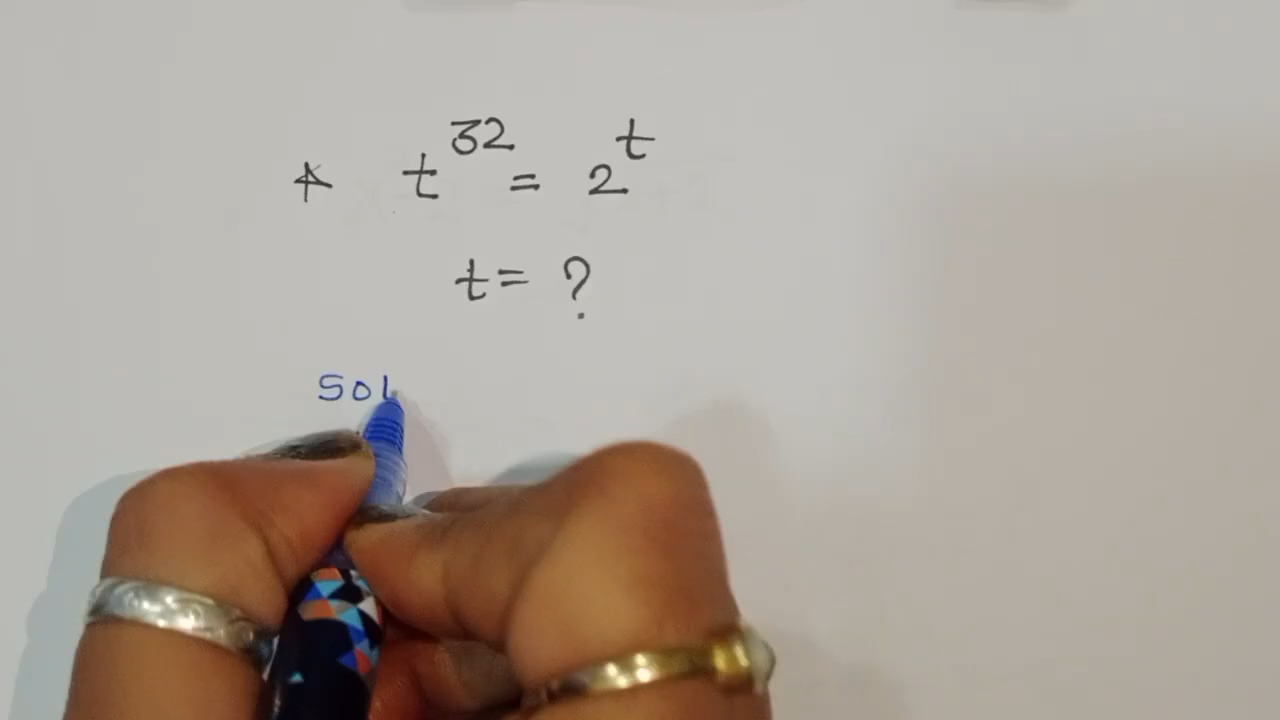 * t^32 = 2^t
t = ?
Sol